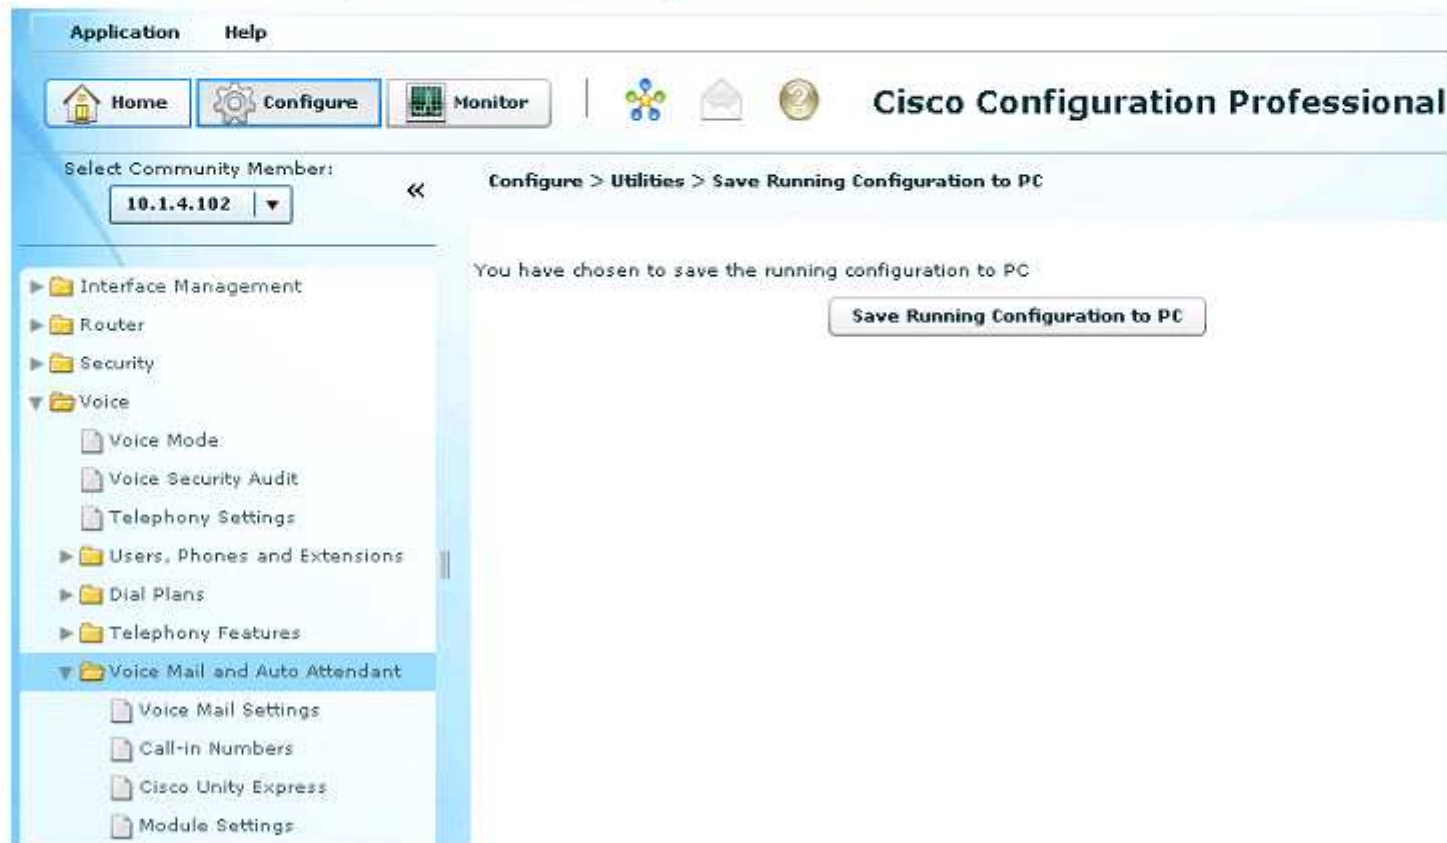 Application Help
Home Configure Monitor Cisco Configuration Professional
Select Community Member:
10.1.4.102
«
Configure > Utilities > Save Running Configuration to PC
You have chosen to save the running configuration to PC
Save Running Configuration to PC
Interface Management
Router
Security
Voice
Voice Mode
Voice Security Audit
Telephony Settings
Users, Phones and Extensions
Dial Plans
Telephony Features
Voice Mail and Auto Attendant
Voice Mail Settings
Call-in Numbers
Cisco Unity Express
Module Settings